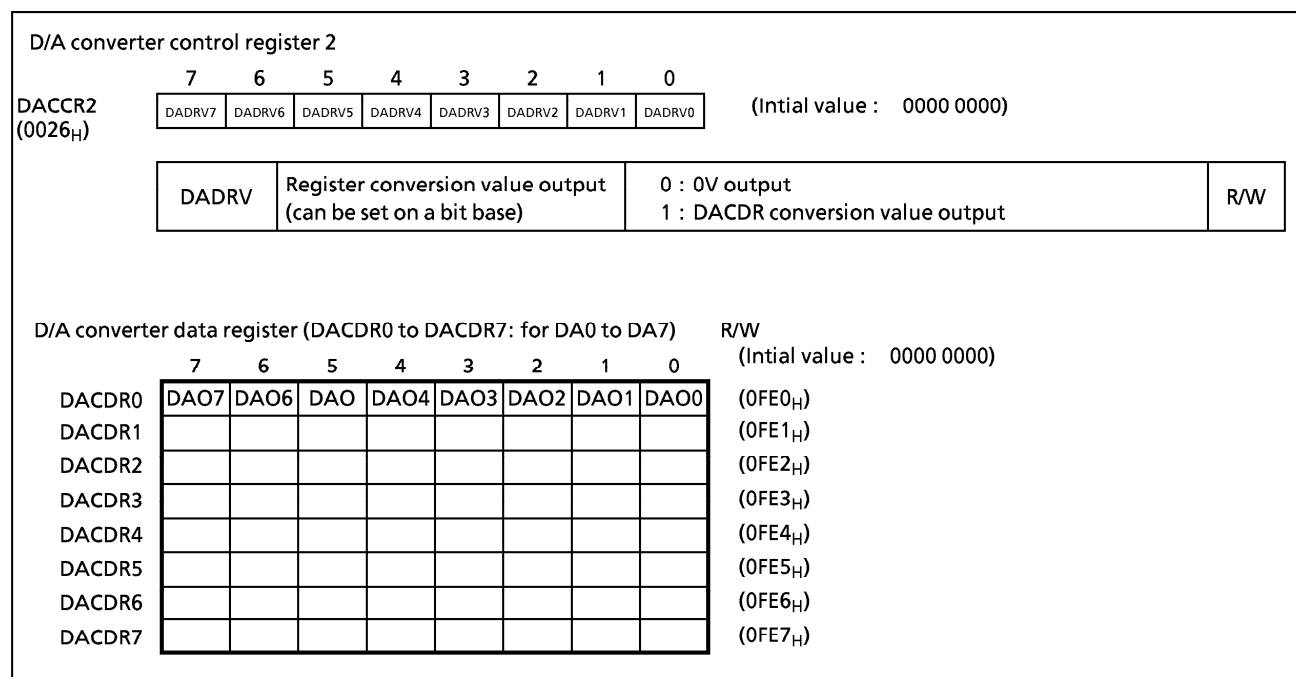 D/A converter control register 2
7 6 5 4 3 2 1 0
DACCR2 DADRV7 DADRV6 DADRV5 DADRV4 DADRV3 DADRV2 DADRV1 DADRV0 (Intial value : 0000 0000)
(0026H)
DADRV Register conversion value output 0 : 0V output R/W
(can be set on a bit base) 1 : DACDR conversion value output
D/A converter data register (DACDR0 to DACDR7: for DA0 to DA7) R/W
7 6 5 4 3 2 1 0 (Intial value : 0000 0000)
DACDR0 DAO7 DAO6 DAO DAO4 DAO3 DAO2 DAO1 DAO0 (0FE0H)
DACDR1 (0FE1H)
DACDR2 (0FE2H)
DACDR3 (0FE3H)
DACDR4 (0FE4H)
DACDR5 (0FE5H)
DACDR6 (0FE6H)
DACDR7 (0FE7H)